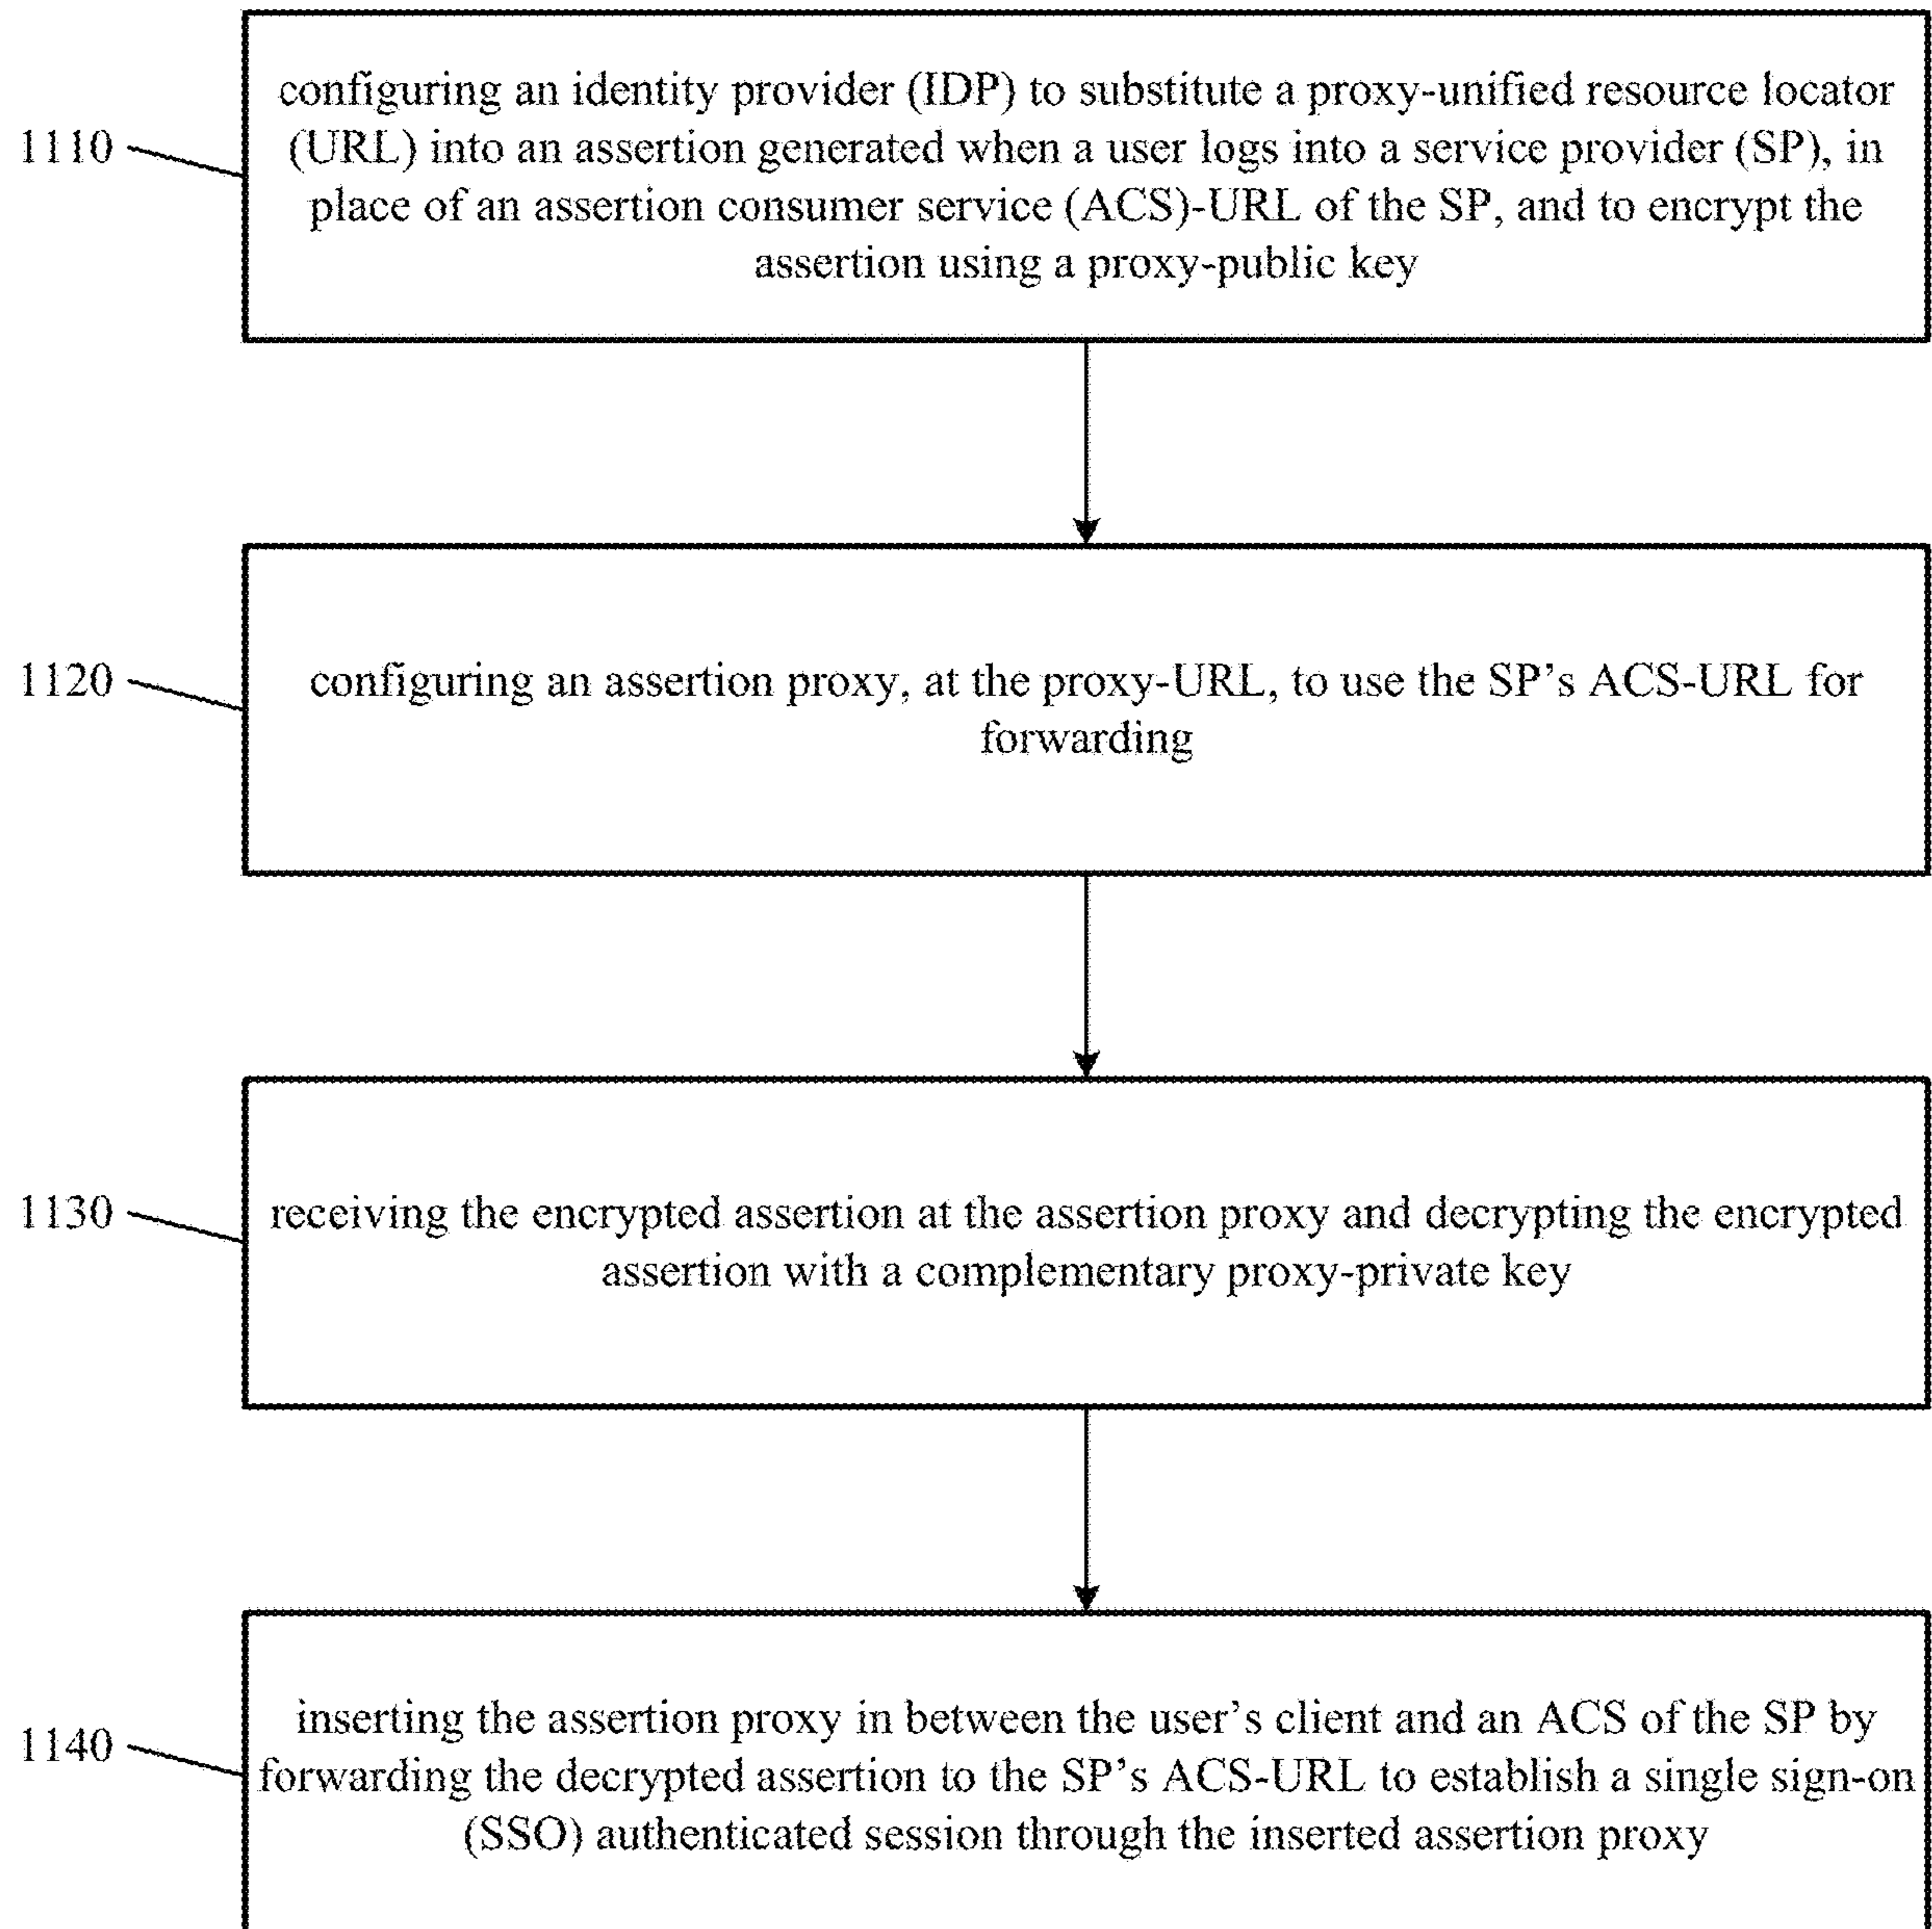 1110
configuring an identity provider (IDP) to substitute a proxy-unified resource locator
(URL) into an assertion generated when a user logs into a service provider (SP), in
place of an assertion consumer service (ACS)-URL of the SP, and to encrypt the
assertion using a proxy-public key
1120
configuring an assertion proxy, at the proxy-URL, to use the SP's ACS-URL for
forwarding
1130
receiving the encrypted assertion at the assertion proxy and decrypting the encrypted
assertion with a complementary proxy-private key
1140
inserting the assertion proxy in between the user's client and an ACS of the SP by
forwarding the decrypted assertion to the SP's ACS-URL to establish a single sign-on
(SSO) authenticated session through the inserted assertion proxy